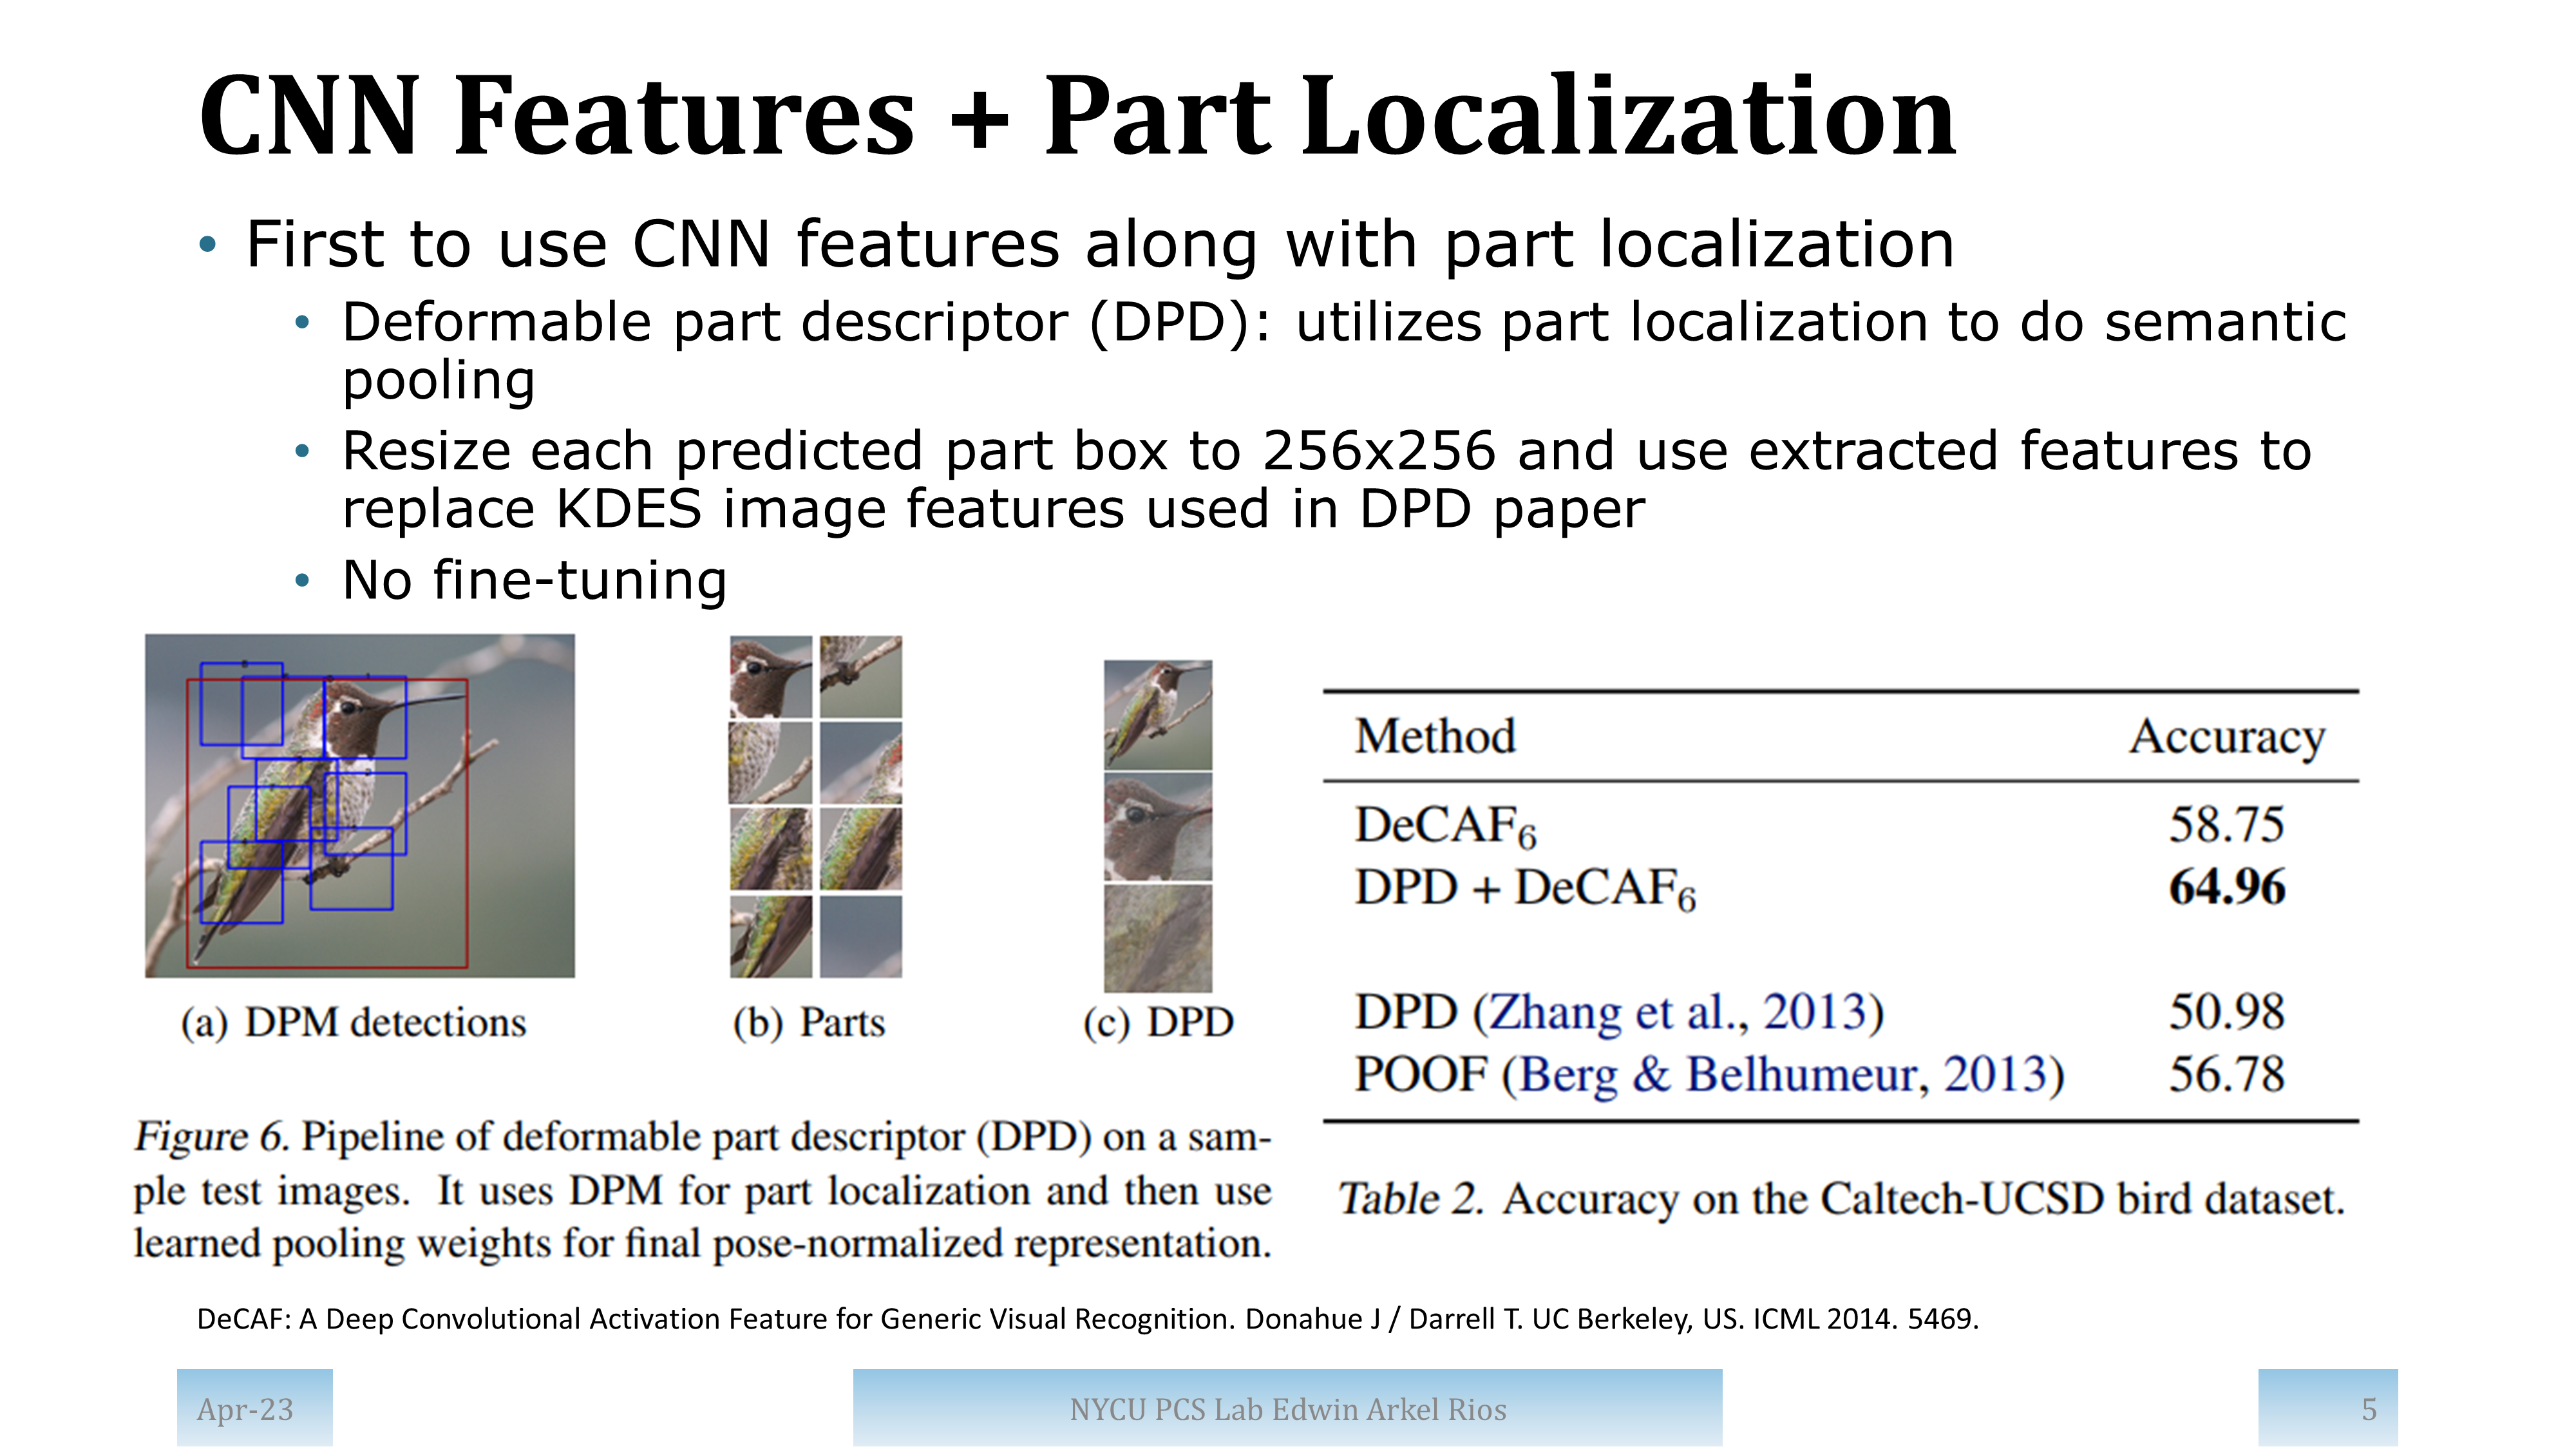 CNN Features + Part Localization
• First to use CNN features along with part localization
• Deformable part descriptor (DPD): utilizes part localization to do semantic
pooling
• Resize each predicted part box to 256x256 and use extracted features to
replace KDES image features used in DPD paper
• No fine-tuning
(a) DPM detections
(b) Parts
(c) DPD
Figure 6. Pipeline of deformable part descriptor (DPD) on a sam-
ple test images. It uses DPM for part localization and then use
learned pooling weights for final pose-normalized representation.
Method Accuracy
DeCAF6 58.75
DPD + DeCAF6 64.96
DPD (Zhang et al., 2013) 50.98
POOF (Berg & Belhumeur, 2013) 56.78
Table 2. Accuracy on the Caltech-UCSD bird dataset.
DeCAF: A Deep Convolutional Activation Feature for Generic Visual Recognition. Donahue J / Darrell T. UC Berkeley, US. ICML 2014. 5469.
Apr-23
NYCU PCS Lab Edwin Arkel Rios
5